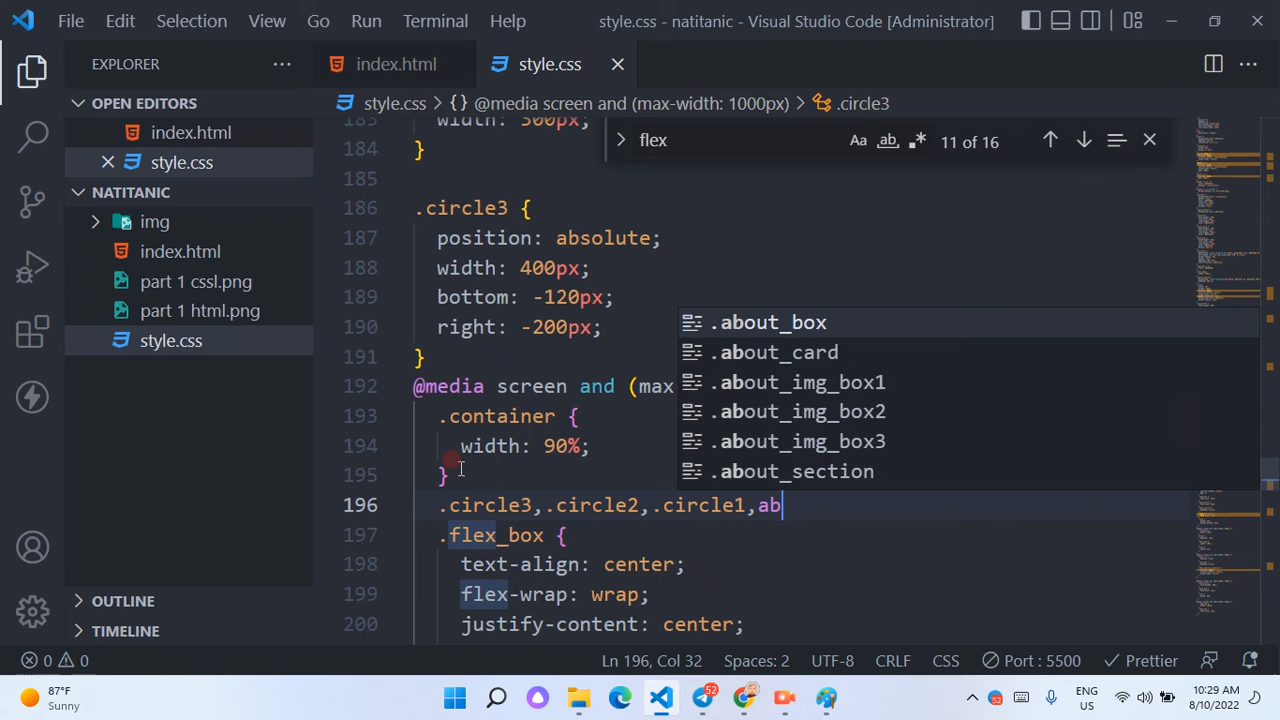 File Edit Selection View Go Run Terminal Help style.css - natitanic - Visual Studio Code [Administrator]
EXPLORER
index.html
style.css
OPEN EDITORS
index.html
style.css
NATITANIC
img
index.html
part 1 cssl.png
part 1 html.png
style.css
OUTLINE
TIMELINE
style.css > {} @media screen and (max-width: 1000px) > .circle3
flex
Aa ab .* 11 of 16
183 width: 500px;
184 }
185
186 .circle3 {
187 position: absolute;
188 width: 400px;
189 bottom: -120px;
190 right: -200px;
191 }
192 @media screen and (max
193 .container {
194 width: 90%;
195 }
196 .circle3,.circle2,.circle1,ab
197 .flex_box {
198 text-align: center;
199 flex-wrap: wrap;
200 justify-content: center;
.about_box
.about_card
.about_img_box1
.about_img_box2
.about_img_box3
.about_section
0 0 Ln 196, Col 32 Spaces: 2 UTF-8 CRLF CSS Port : 5500 Prettier
87°F
Sunny
52
52
ENG
US
10:29 AM
8/10/2022